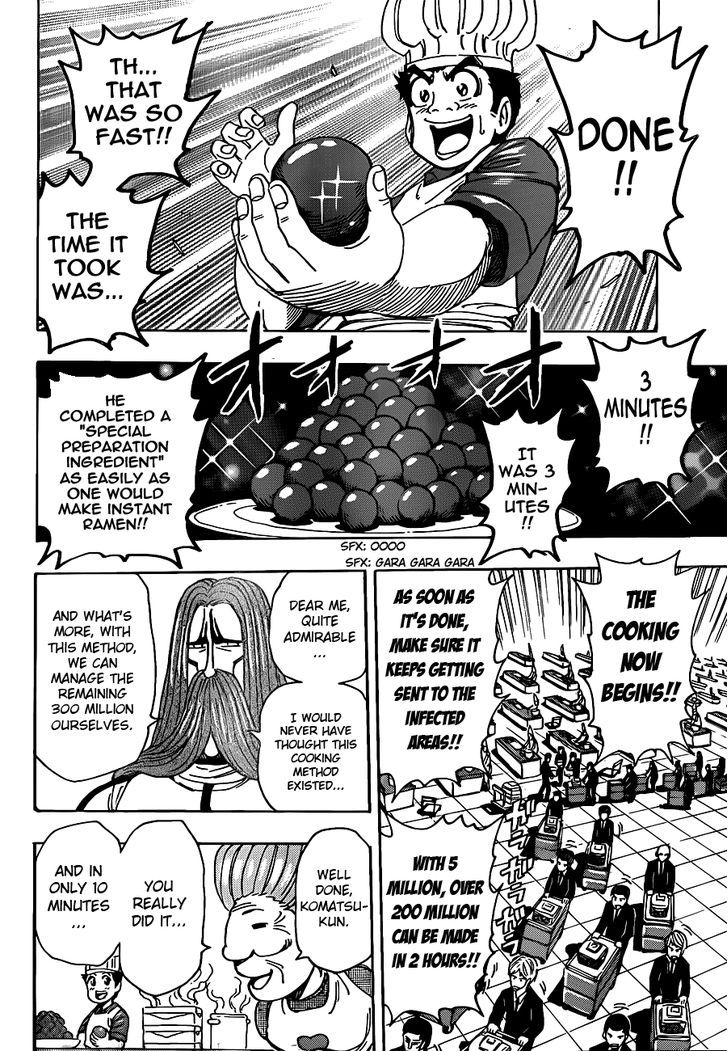 DONE
!!
TH...
THAT
WAS SO
FAST!!
THE
TIME IT
TOOK
WAS...
3
MINUTES
!!
IT
WAS 3
MIN-
UTES
!!
HE
COMPLETED A
"SPECIAL
PREPARATION
INGREDIENT"
AS EASILY AS
ONE WOULD
MAKE INSTANT
RAMEN!!
オオオオ
SFX: OOOO
SFX: GARA GARA GARA
THE
COOKING
NOW
BEGINS!!
AS SOON AS
IT'S DONE,
MAKE SURE IT
KEEPS GETTING
SENT TO THE
INFECTED
AREAS!!
WITH 5
MILLION, OVER
200 MILLION
CAN BE MADE
IN 2 HOURS!!
DEAR ME,
QUITE
ADMIRABLE
...
I WOULD
NEVER HAVE
THOUGHT THIS
COOKING
METHOD
EXISTED...
AND WHAT'S
MORE, WITH
THIS METHOD,
WE CAN
MANAGE THE
REMAINING
300 MILLION
OURSELVES.
WELL
DONE,
KOMATSU-
KUN.
YOU
REALLY
DID IT...
AND IN
ONLY 10
MINUTES
...